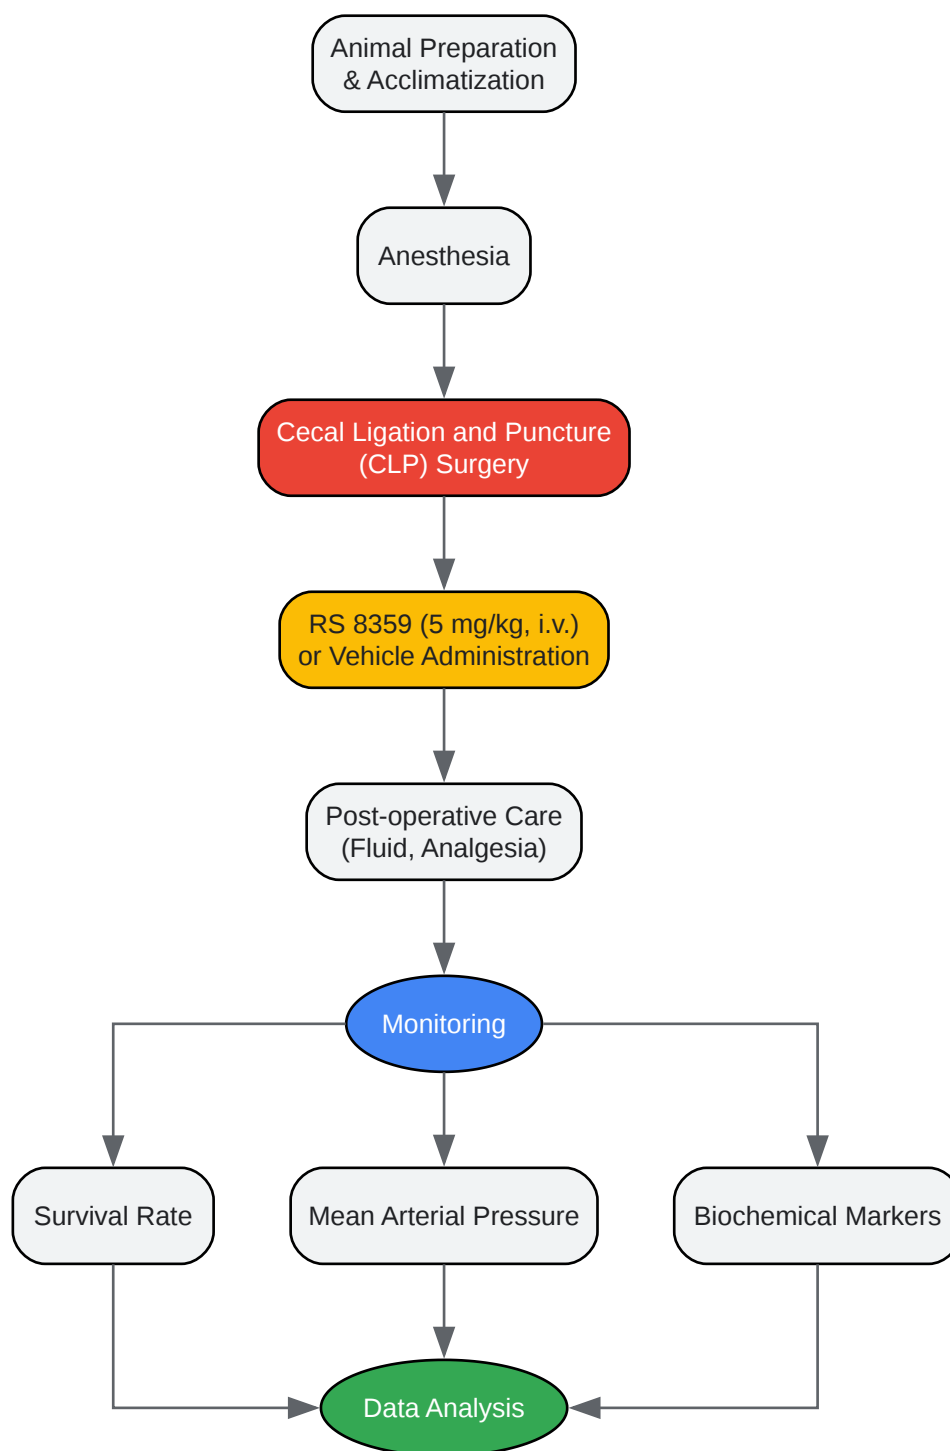 Animal Preparation
& Acclimatization
Anesthesia
Cecal Ligation and Puncture
(CLP) Surgery
RS 8359 (5 mg/kg, i.v.)
or Vehicle Administration
Post-operative Care
(Fluid, Analgesia)
Monitoring
Survival Rate
Mean Arterial Pressure
Biochemical Markers
Data Analysis